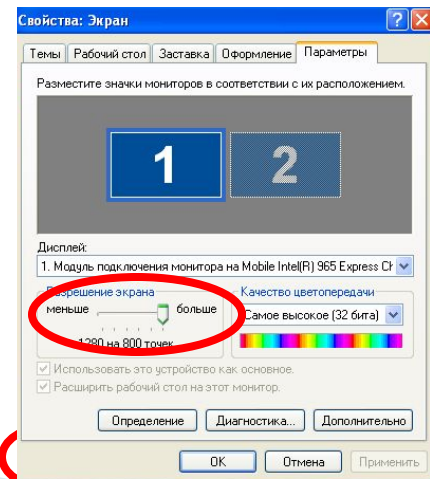 Свойства: Экран
Темы Рабочий стол Заставка Оформление Параметры
Разместите значки мониторов в соответствии с их расположением.
1 2
Дисплей:
1. Модуль подключения монитора на Mobile Intel(R) 965 Express Ch
Разрешение экрана Качество цветопередачи
меньше больше Самое высокое (32 бита)
1280 на 800 точек
Использовать это устройство как основное.
Расширить рабочий стол на этот монитор.
Определение Диагностика... Дополнительно
OK Отмена Применить